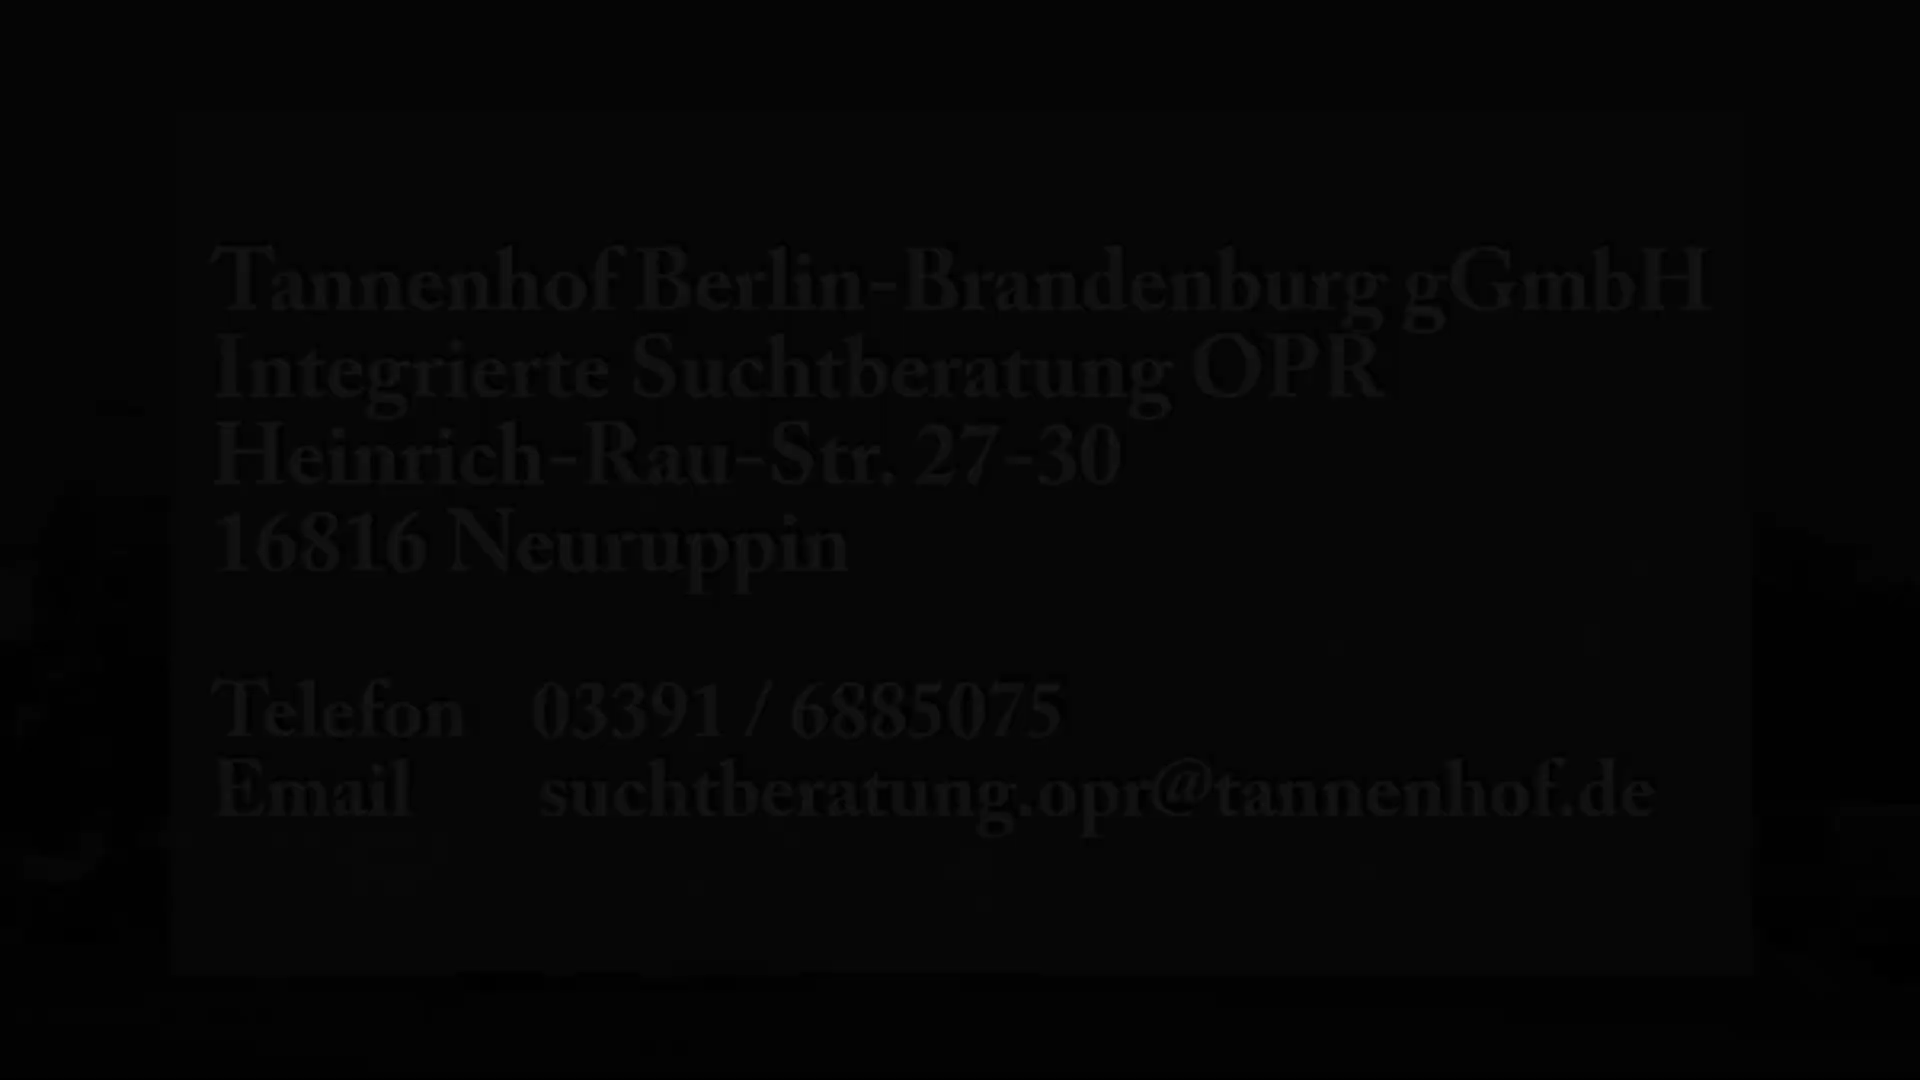 Tannenhof Berlin-Brandenburg gGmbH
Integrierte Suchtberatung OPR
Heinrich-Rau-Str. 27-30
16816 Neuruppin
Telefon 03391 / 6885075
Email suchtberatung.opr@tannenhof.de